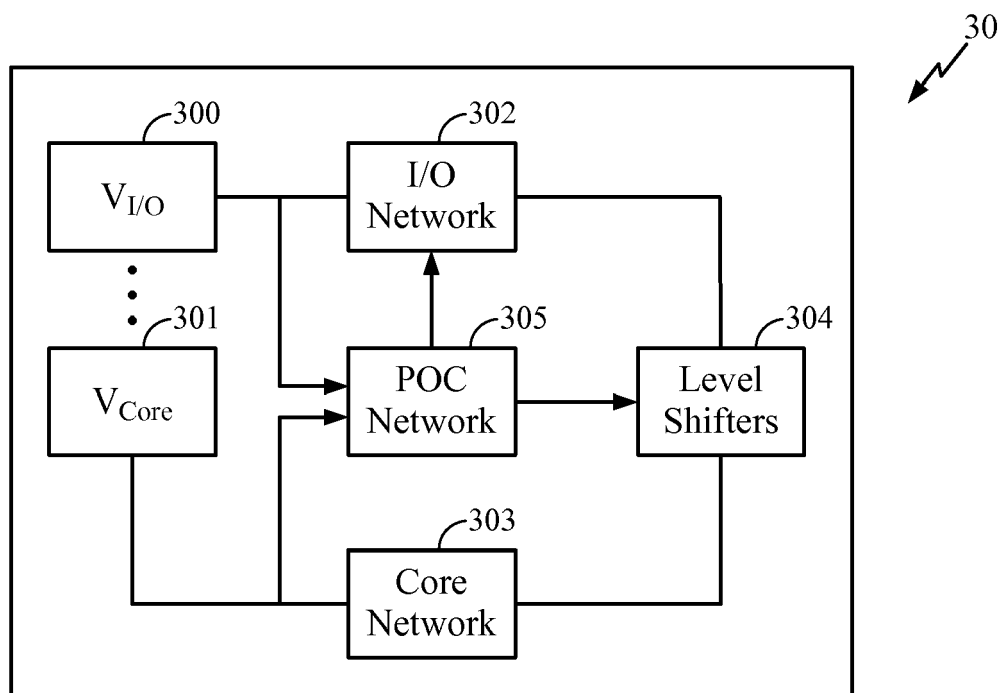 30
300
302
V_I/O
I/O
Network
301
305
304
V_Core
POC
Network
Level
Shifters
303
Core
Network